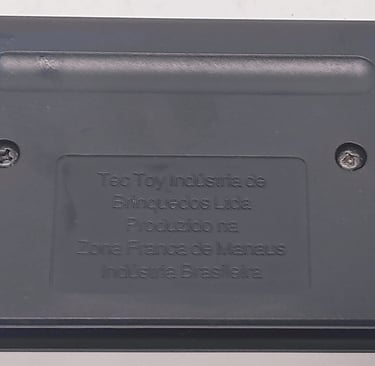 Tec Toy Indústria de
Brinquedos Ltda
Produzido na
Zona Franca de Manaus
Indústria Brasileira